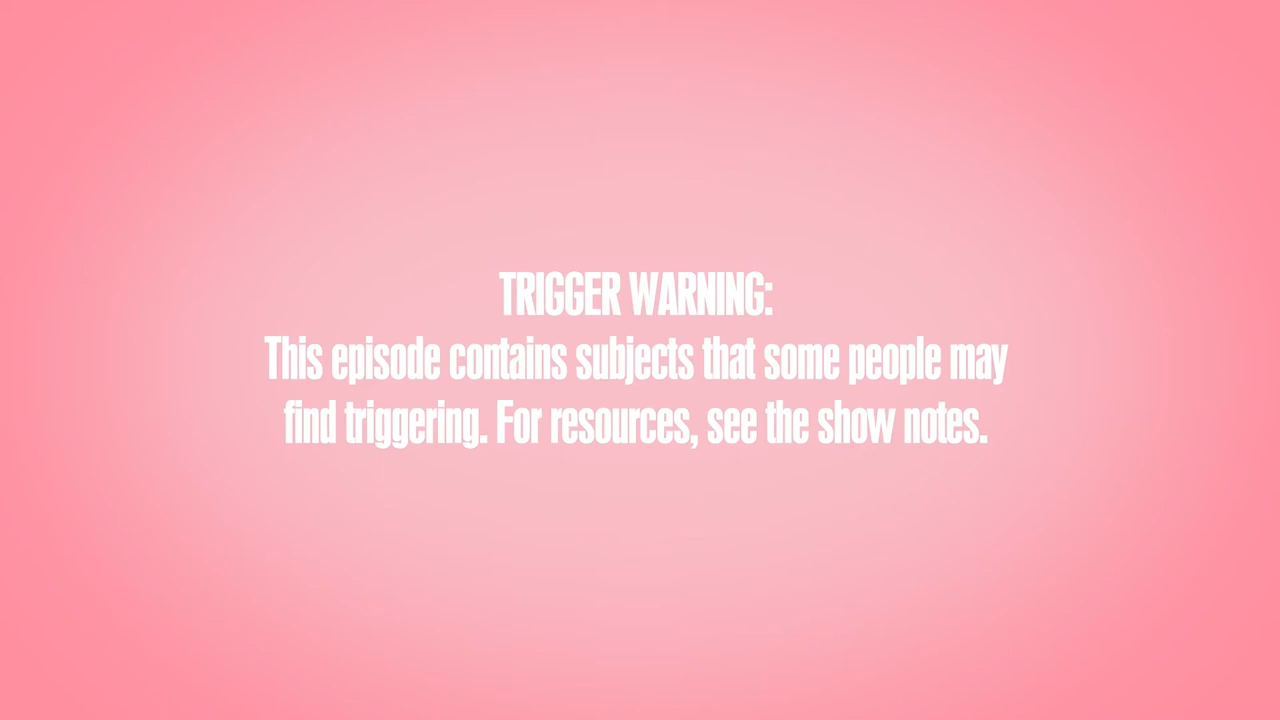 TRIGGER WARNING:
This episode contains subjects that some people may
find triggering. For resources, see the show notes.